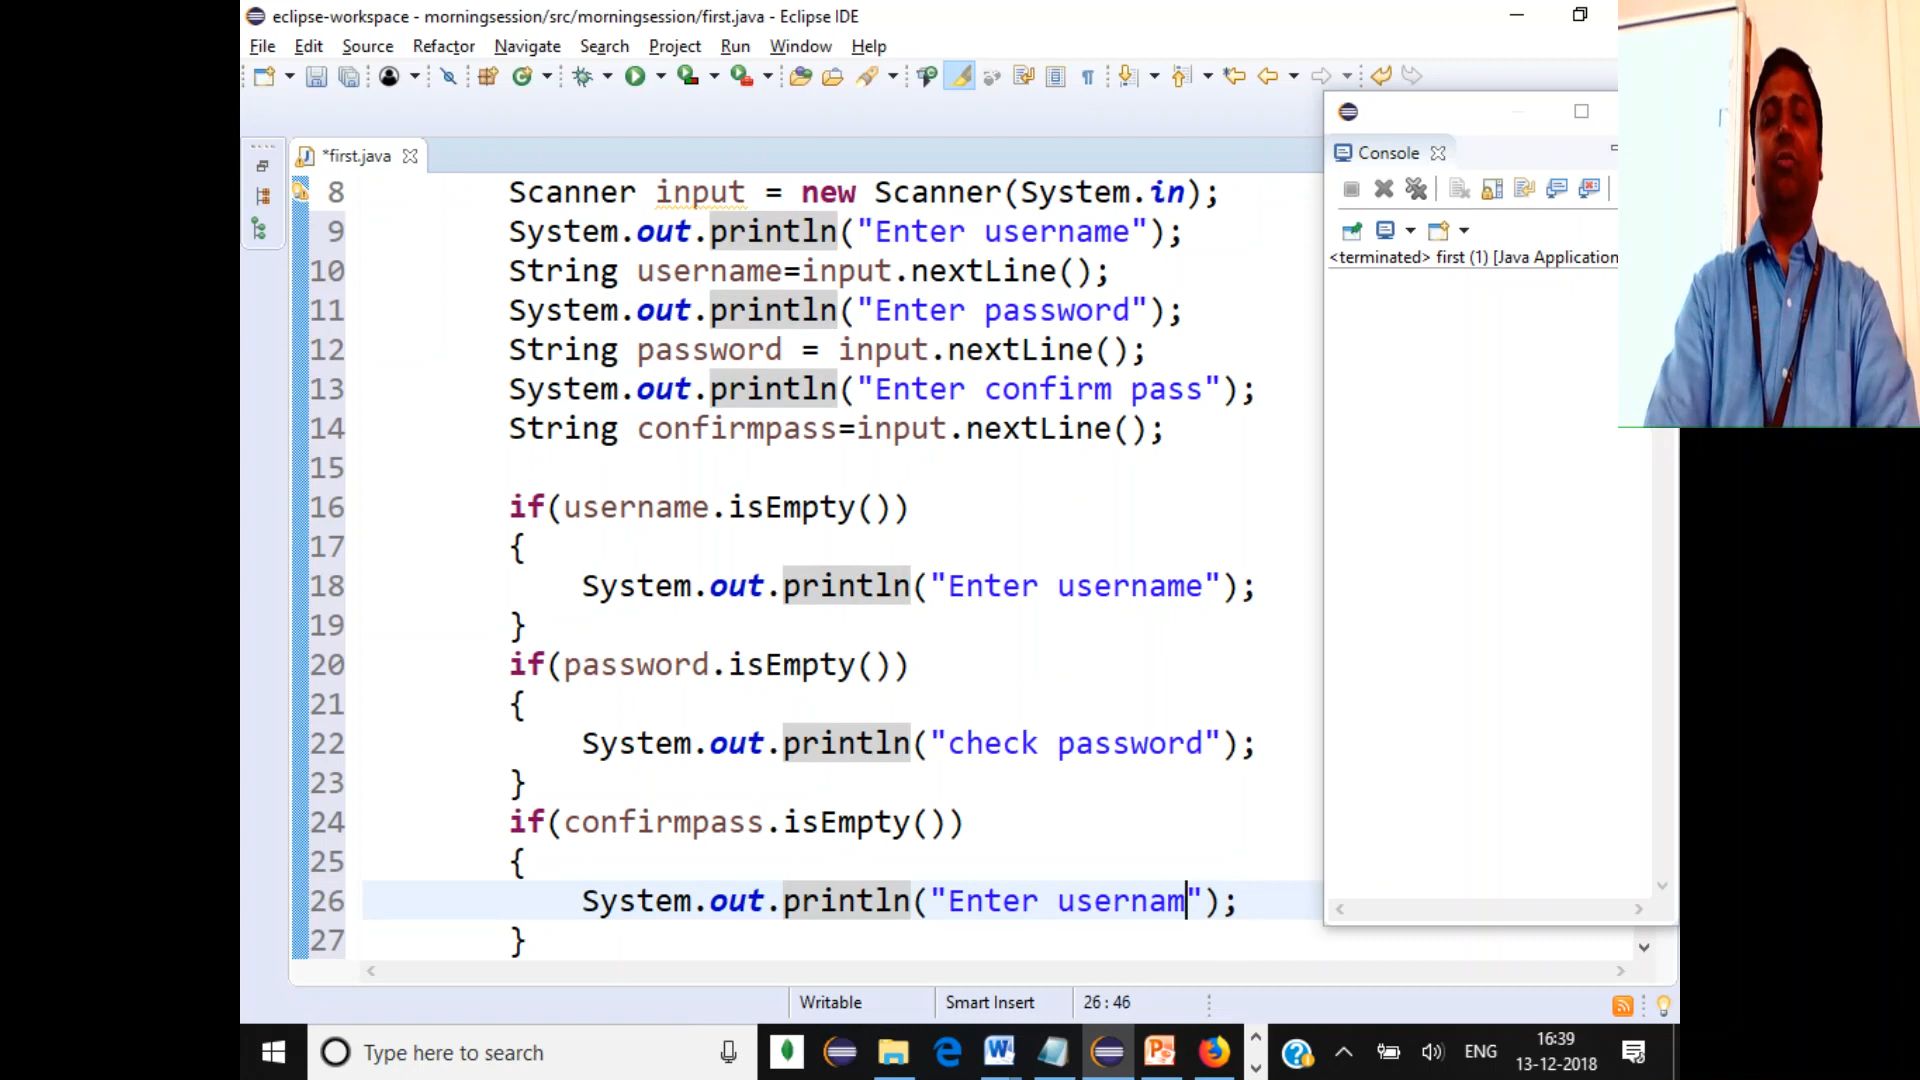 eclipse-workspace - morningsession/src/morningsession/first.java - Eclipse IDE
File Edit Source Refactor Navigate Search Project Run Window Help
*first.java
Console
<terminated> first (1) [Java Application
8 Scanner input = new Scanner(System.in);
9 System.out.println("Enter username");
10 String username=input.nextLine();
11 System.out.println("Enter password");
12 String password = input.nextLine();
13 System.out.println("Enter confirm pass");
14 String confirmpass=input.nextLine();
15
16 if(username.isEmpty())
17 {
18 System.out.println("Enter username");
19 }
20 if(password.isEmpty())
21 {
22 System.out.println("check password");
23 }
24 if(confirmpass.isEmpty())
25 {
26 System.out.println("Enter usernam");
27 }
Writable Smart Insert 26 : 46
Type here to search
ENG
16:39
13-12-2018